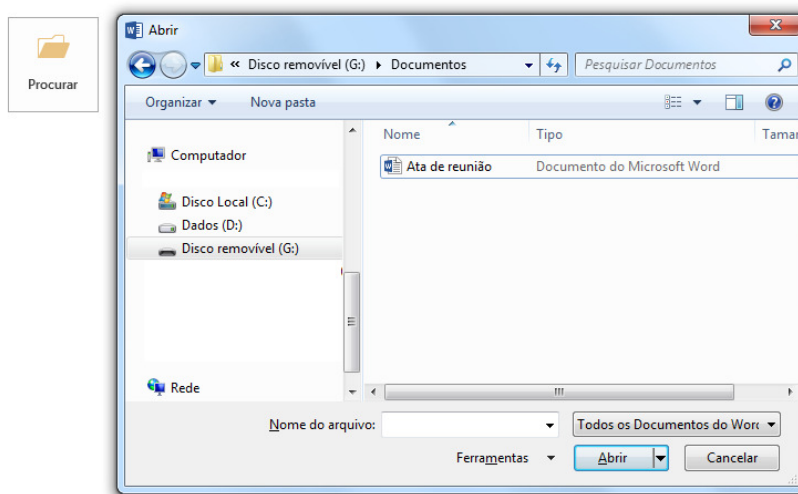 Abrir
Procurar
« Disco removível (G:) Documentos
Pesquisar Documentos
Organizar Nova pasta
Nome Tipo Tamar
Computador
Ata de reunião Documento do Microsoft Word
Disco Local (C:)
Dados (D:)
Disco removível (G:)
Rede
Nome do arquivo: Todos os Documentos do Worc
Ferramentas Abrir Cancelar